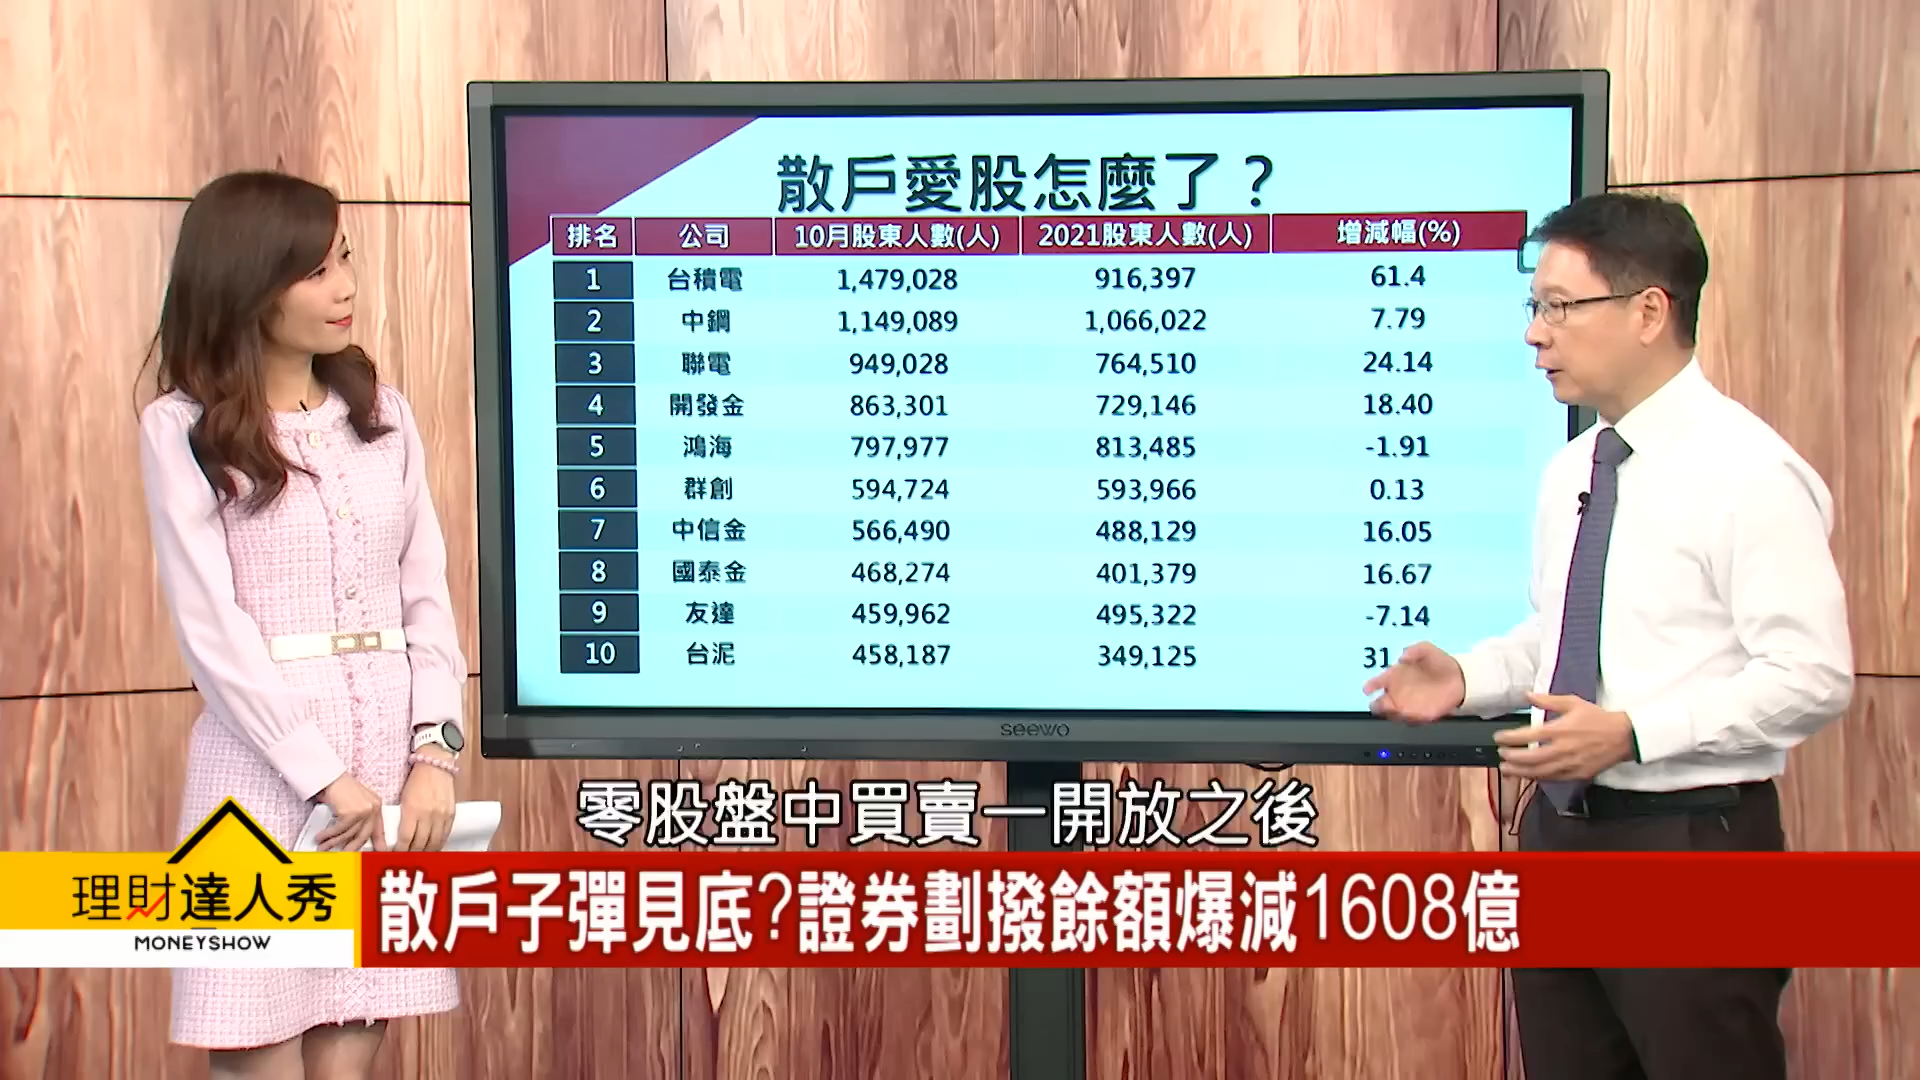 散戶愛股怎麼了？
排名 公司 10月股東人數(人) 2021股東人數(人) 增減幅(%)
1 台積電 1,479,028 916,397 61.4
2 中鋼 1,149,089 1,066,022 7.79
3 聯電 949,028 764,510 24.14
4 開發金 863,301 729,146 18.40
5 鴻海 797,977 813,485 -1.91
6 群創 594,724 593,966 0.13
7 中信金 566,490 488,129 16.05
8 國泰金 468,274 401,379 16.67
9 友達 459,962 495,322 -7.14
10 台泥 458,187 349,125 31.
seewo
零股盤中買賣一開放之後
理財達人秀
MONEYSHOW
散戶子彈見底?證券劃撥餘額爆減1608億